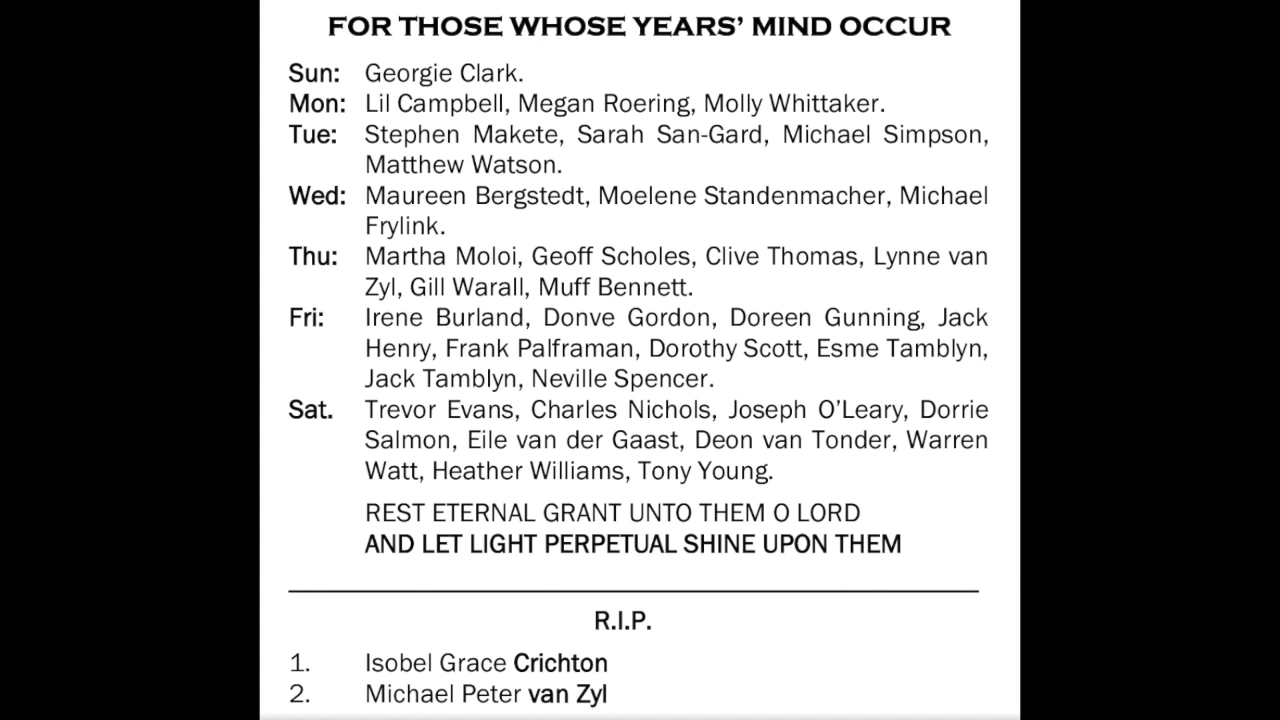 FOR THOSE WHOSE YEARS’ MIND OCCUR
Sun: Georgie Clark.
Mon: Lil Campbell, Megan Roering, Molly Whittaker.
Tue: Stephen Makete, Sarah San-Gard, Michael Simpson,
Matthew Watson.
Wed: Maureen Bergstedt, Moelene Standenmacher, Michael
Frylink.
Thu: Martha Moloi, Geoff Scholes, Clive Thomas, Lynne van
Zyl, Gill Warall, Muff Bennett.
Fri: Irene Burland, Donve Gordon, Doreen Gunning, Jack
Henry, Frank Palframan, Dorothy Scott, Esme Tamblyn,
Jack Tamblyn, Neville Spencer.
Sat. Trevor Evans, Charles Nichols, Joseph O’Leary, Dorrie
Salmon, Eile van der Gaast, Deon van Tonder, Warren
Watt, Heather Williams, Tony Young.
REST ETERNAL GRANT UNTO THEM O LORD
AND LET LIGHT PERPETUAL SHINE UPON THEM
R.I.P.
1. Isobel Grace Crichton
2. Michael Peter van Zyl